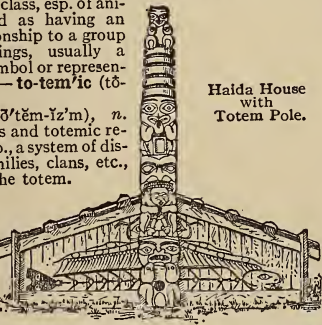 class, esp. of ani-
d as having an
onship to a group
ings, usually a
mbol or represen-
— to-tem'ic (tō-
ō'tĕm-ĭz'm), n.
s and totemic re-
o., a system of dis-
milies, clans, etc.,
he totem.
Haida House
with
Totem Pole.